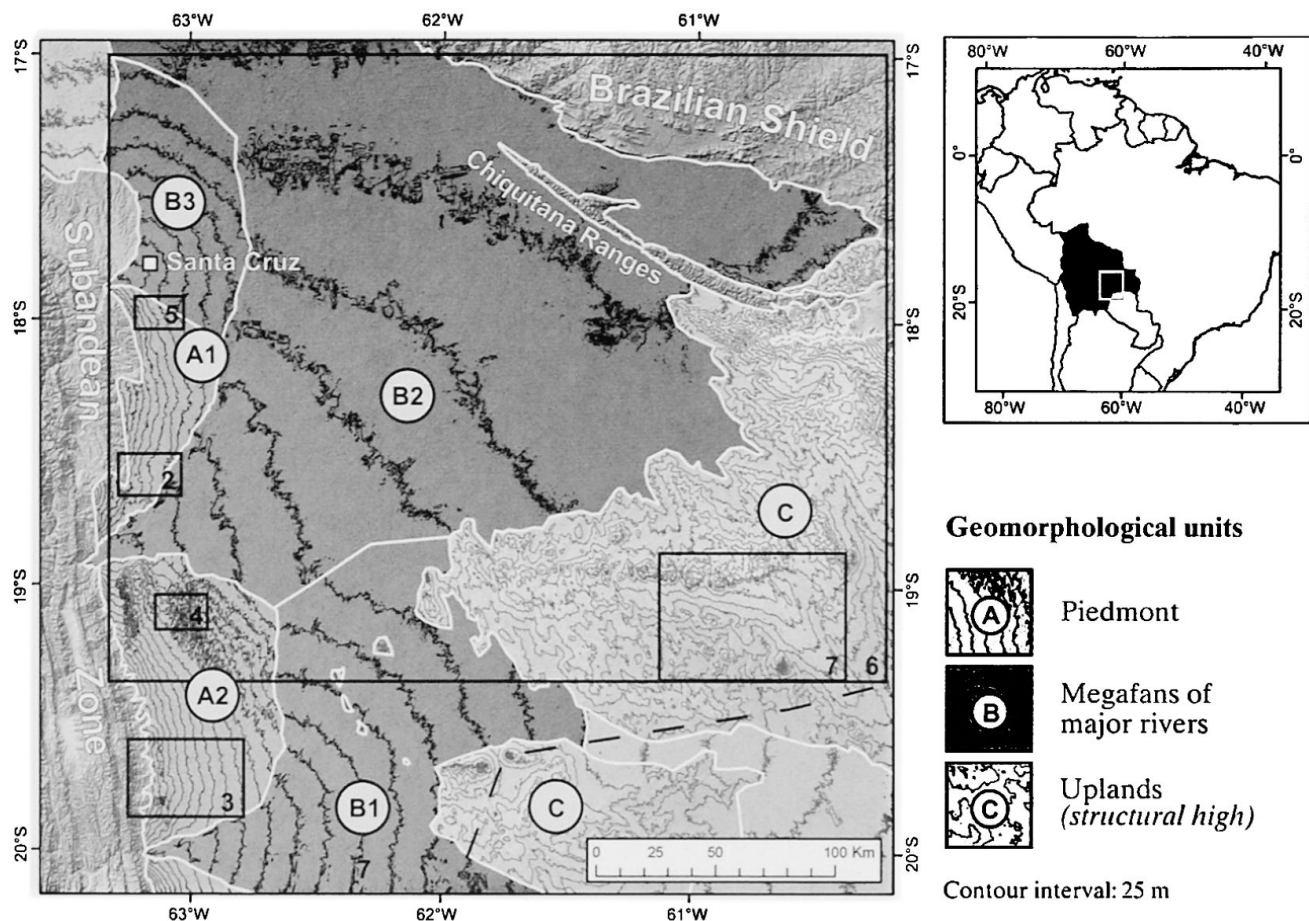 63°W 62°W 61°W
17°S 17°S
Brazilian Shield
Chiquitana Ranges
B3
Subandean
Santa Cruz
18°S 18°S
5
A1
B2
2
C
19°S 19°S
4
7 6
Zone
A2
3
B1 C
7
0 25 50 100 Km
20°S 20°S
63°W 62°W 61°W
80°W 60°W 40°W
0° 0°
20°S 20°S
80°W 60°W 40°W
Geomorphological units
A Piedmont
B Megafans of
major rivers
C Uplands
(structural high)
Contour interval: 25 m